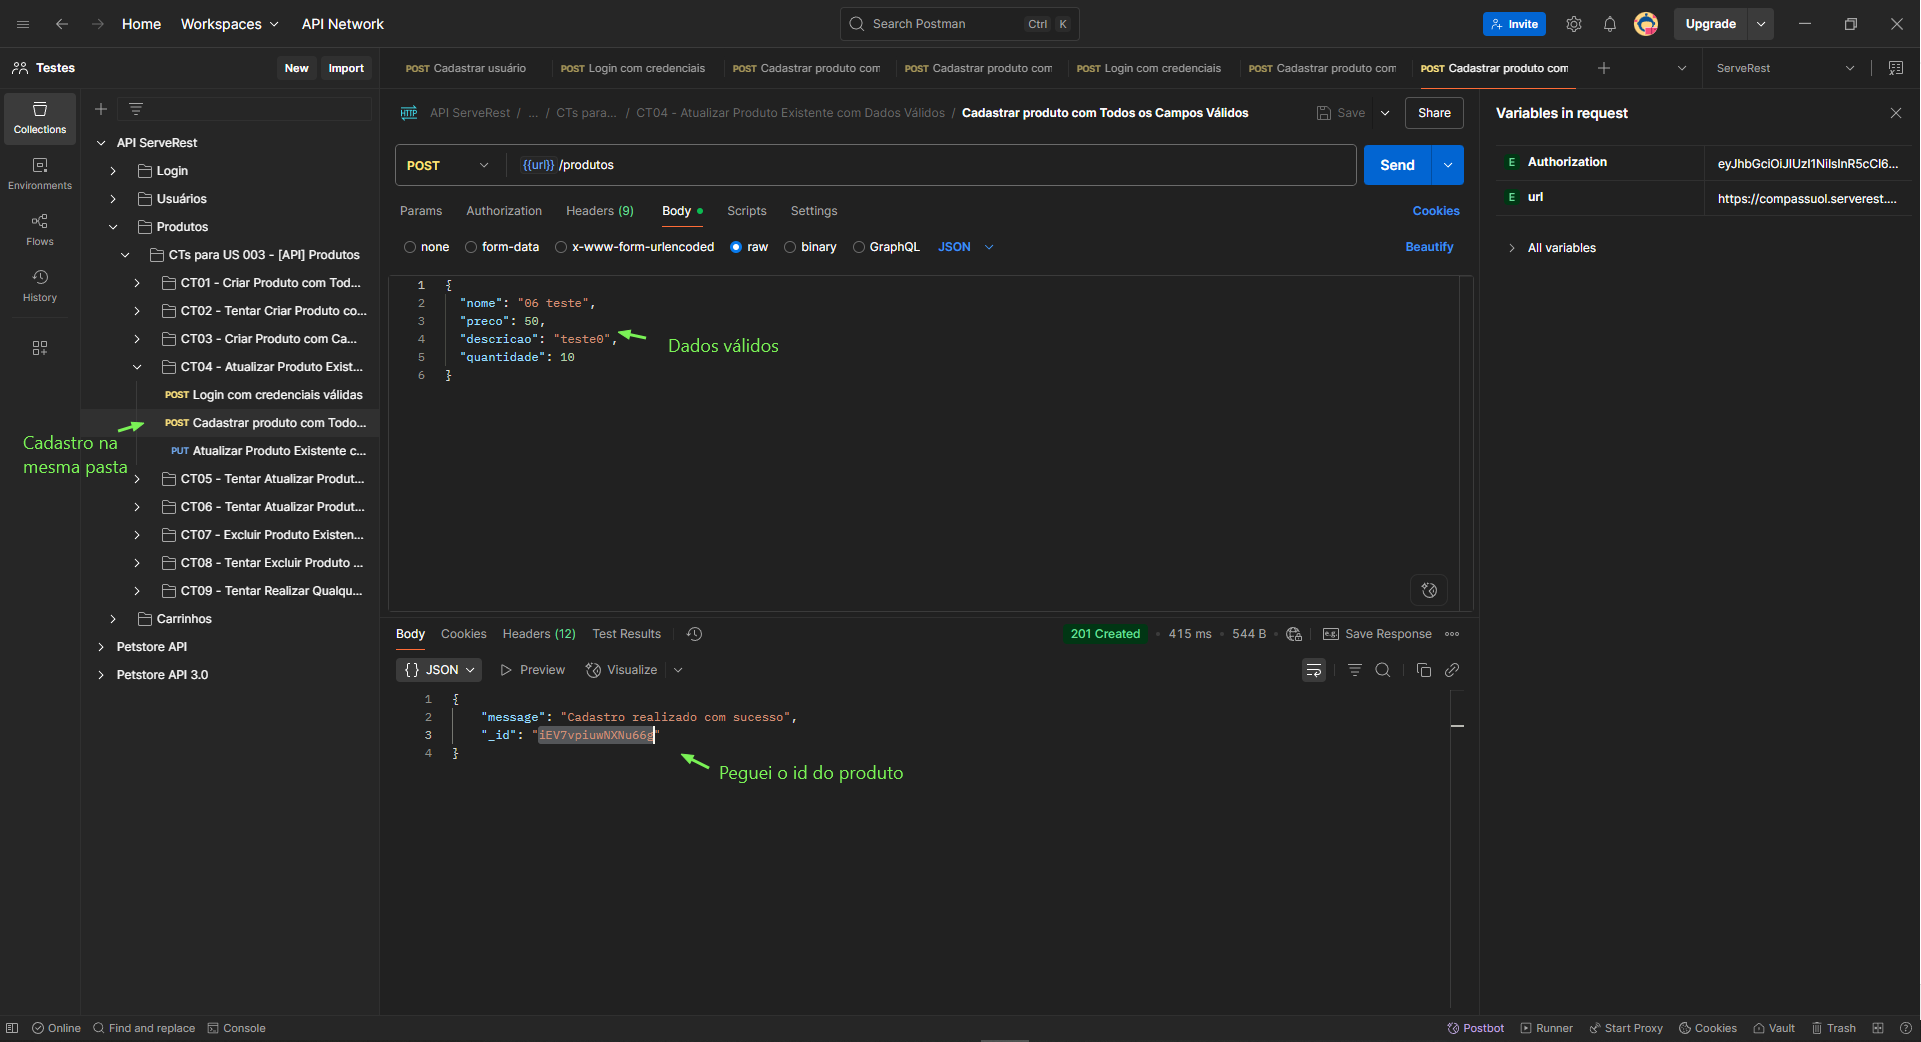 Home Workspaces API Network
Search Postman Ctrl K
Invite Upgrade
Testes New Import
POST Cadastrar usuário
POST Login com credenciais
POST Cadastrar produto com
POST Cadastrar produto com
POST Login com credenciais
POST Cadastrar produto com
POST Cadastrar produto com
ServeRest
Collections
Environments
Flows
History
API ServeRest
Login
Usuários
Produtos
CTs para US 003 - [API] Produtos
CT01 - Criar Produto com Tod...
CT02 - Tentar Criar Produto co...
CT03 - Criar Produto com Ca...
CT04 - Atualizar Produto Exist...
POST Login com credenciais válidas
POST Cadastrar produto com Todo...
PUT Atualizar Produto Existente c...
CT05 - Tentar Atualizar Produt...
CT06 - Tentar Atualizar Produt...
CT07 - Excluir Produto Existen...
CT08 - Tentar Excluir Produto ...
CT09 - Tentar Realizar Qualqu...
Carrinhos
Petstore API
Petstore API 3.0
Cadastro na
mesma pasta
HTTP API ServeRest / ... / CTs para... / CT04 - Atualizar Produto Existente com Dados Válidos / Cadastrar produto com Todos os Campos Válidos
Save Share
POST {{url}} /produtos
Send
Params Authorization Headers (9) Body Scripts Settings
Cookies
none form-data x-www-form-urlencoded raw binary GraphQL JSON
Beautify
1 {
2 "nome": "06 teste",
3 "preco": 50,
4 "descricao": "teste0",
5 "quantidade": 10
6 }
Dados válidos
Body Cookies Headers (12) Test Results
201 Created • 415 ms • 544 B
e.g. Save Response
{} JSON Preview Visualize
1 {
2 "message": "Cadastro realizado com sucesso",
3 "_id": "iEV7vpiuwNXNu66g"
4 }
Peguei o id do produto
Variables in request
E Authorization eyJhbGciOiJIUzI1NiIsInR5cCI6...
E url https://compassuol.serverest....
All variables
Online Find and replace Console
Postbot Runner Start Proxy Cookies Vault Trash